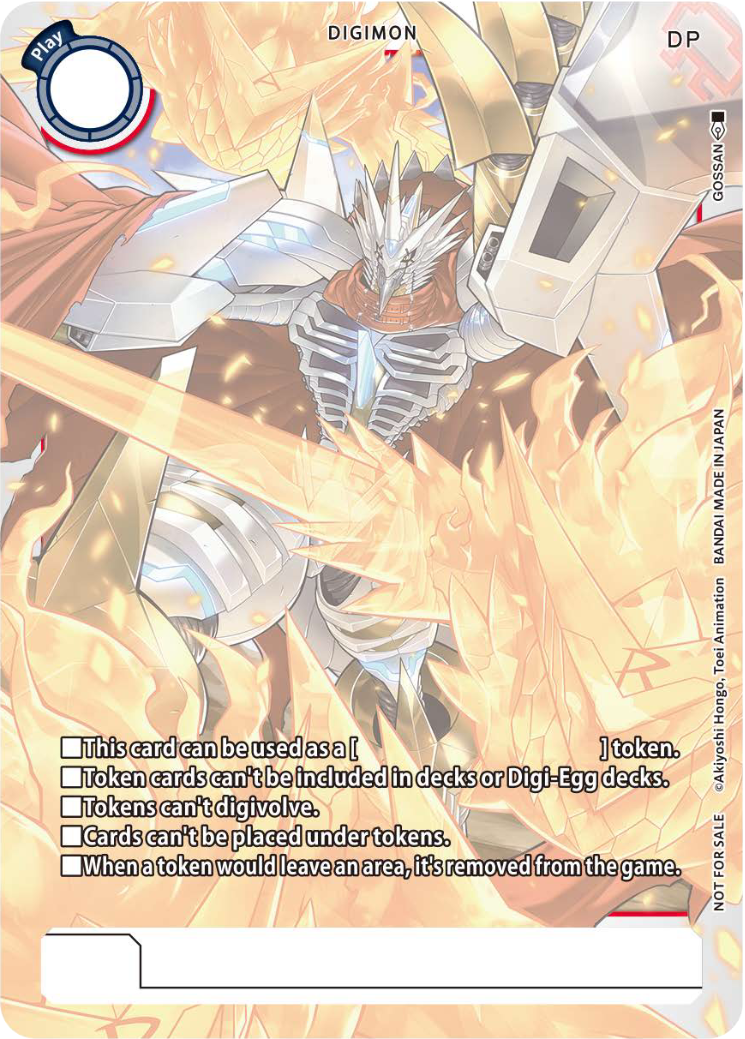 Play
DIGIMON
DP
GOSSAN
■This card can be used as a [ ] token.
■Token cards can't be included in decks or Digi-Egg decks.
■Tokens can't digivolve.
■Cards can't be placed under tokens.
■When a token would leave an area, it's removed from the game.
NOT FOR SALE ©Akiyoshi Hongo, Toei Animation BANDAI MADE IN JAPAN
R